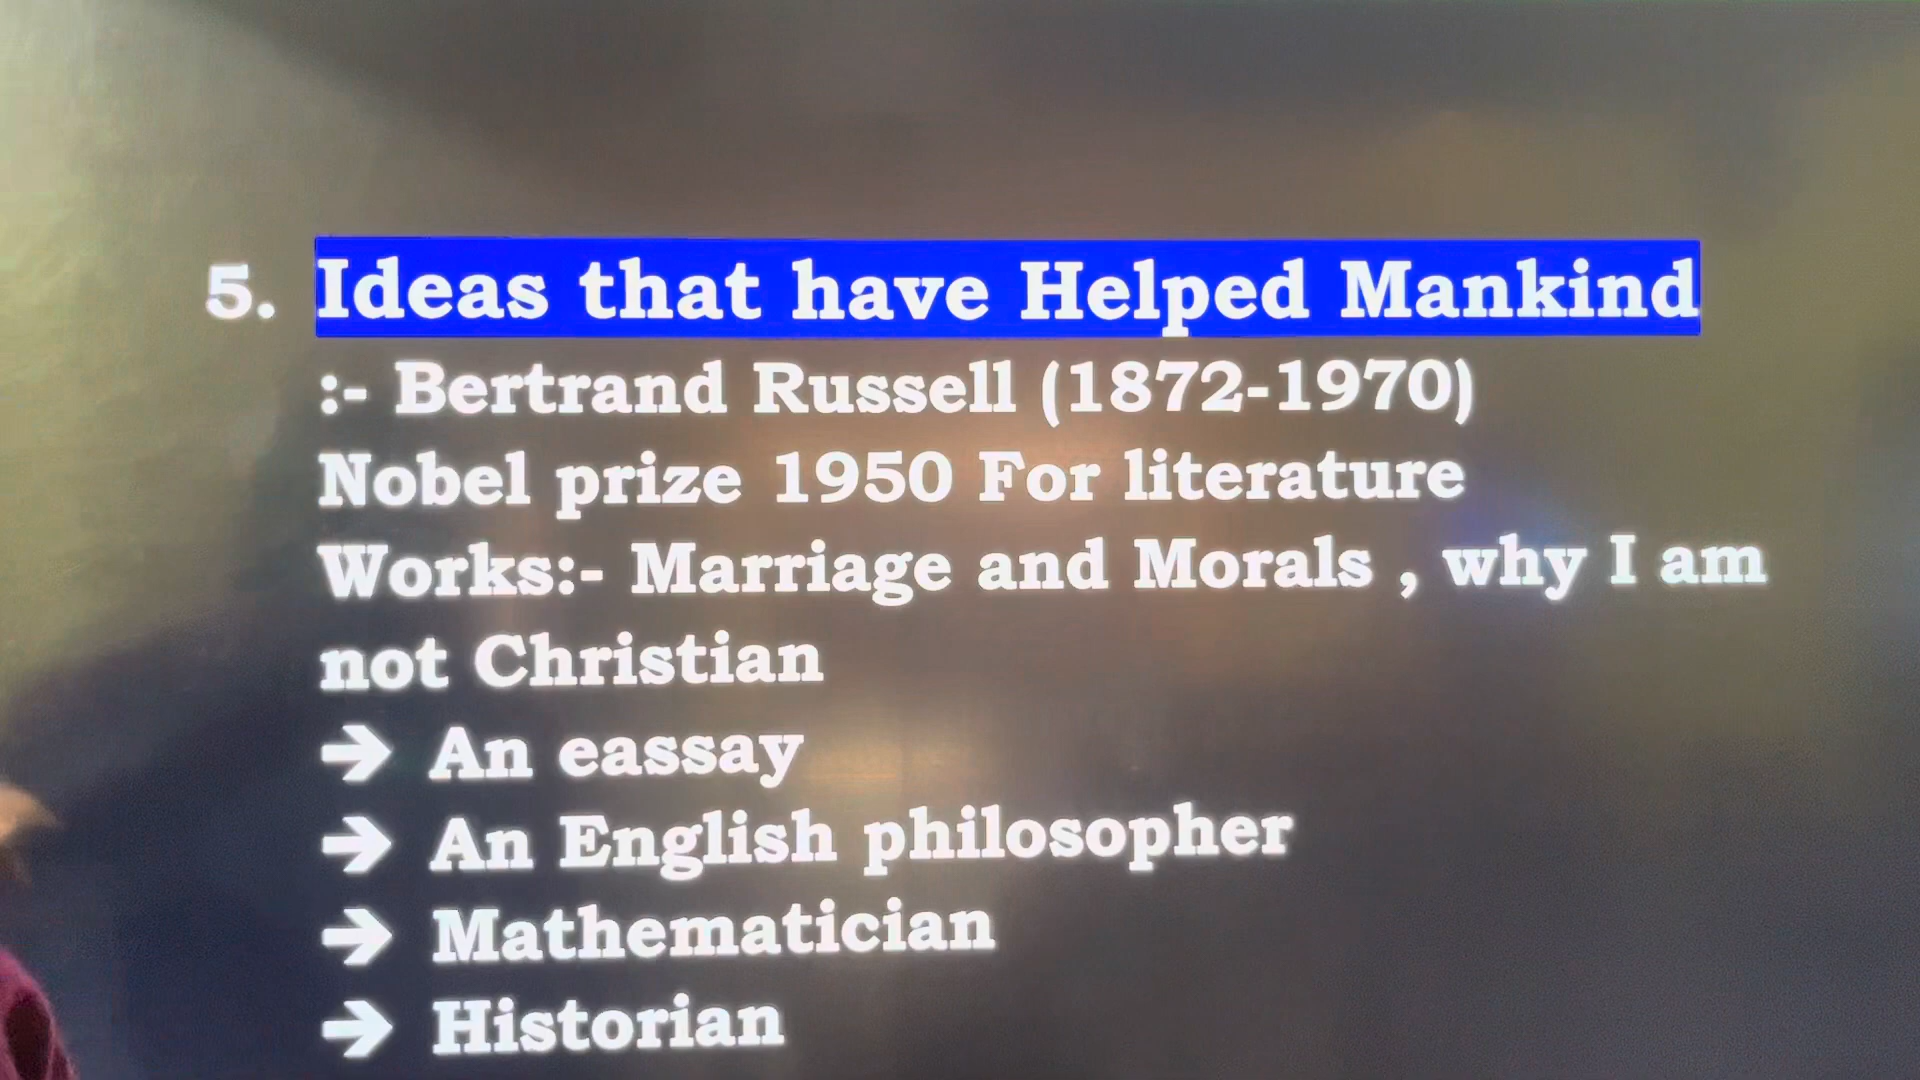 5. Ideas that have Helped Mankind
:- Bertrand Russell (1872-1970)
Nobel prize 1950 For literature
Works:- Marriage and Morals , why I am
not Christian
➔ An eassay
➔ An English philosopher
➔ Mathematician
➔ Historian